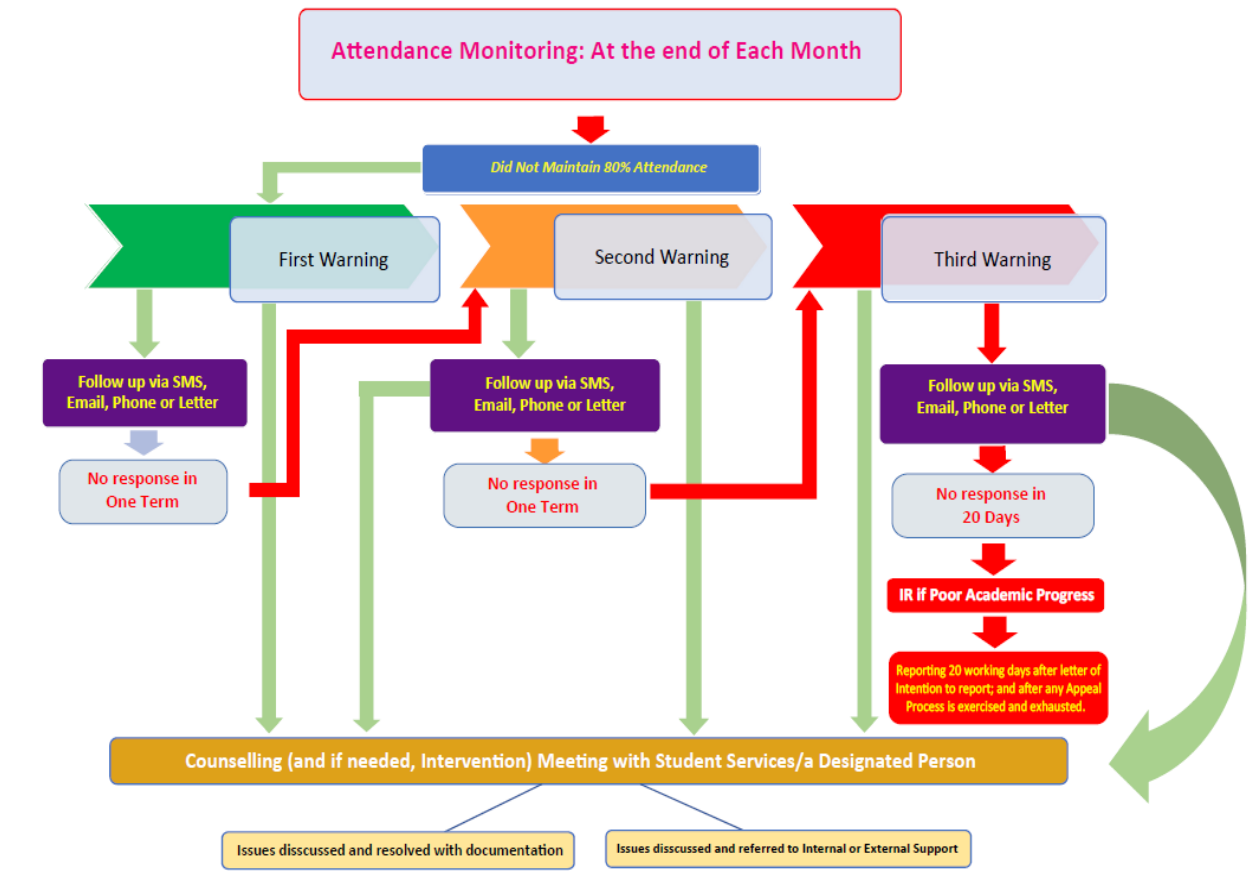 Attendance Monitoring: At the end of Each Month
Did Not Maintain 80% Attendance
First Warning
Second Warning
Third Warning
Follow up via SMS,
Email, Phone or Letter
Follow up via SMS,
Email, Phone or Letter
Follow up via SMS,
Email, Phone or Letter
No response in
One Term
No response in
One Term
No response in
20 Days
IR if Poor Academic Progress
Reporting 20 working days after letter of
Intention to report; and after any Appeal
Process is exercised and exhausted.
Counselling (and if needed, Intervention) Meeting with Student Services/a Designated Person
Issues disscussed and resolved with documentation
Issues disscussed and referred to Internal or External Support